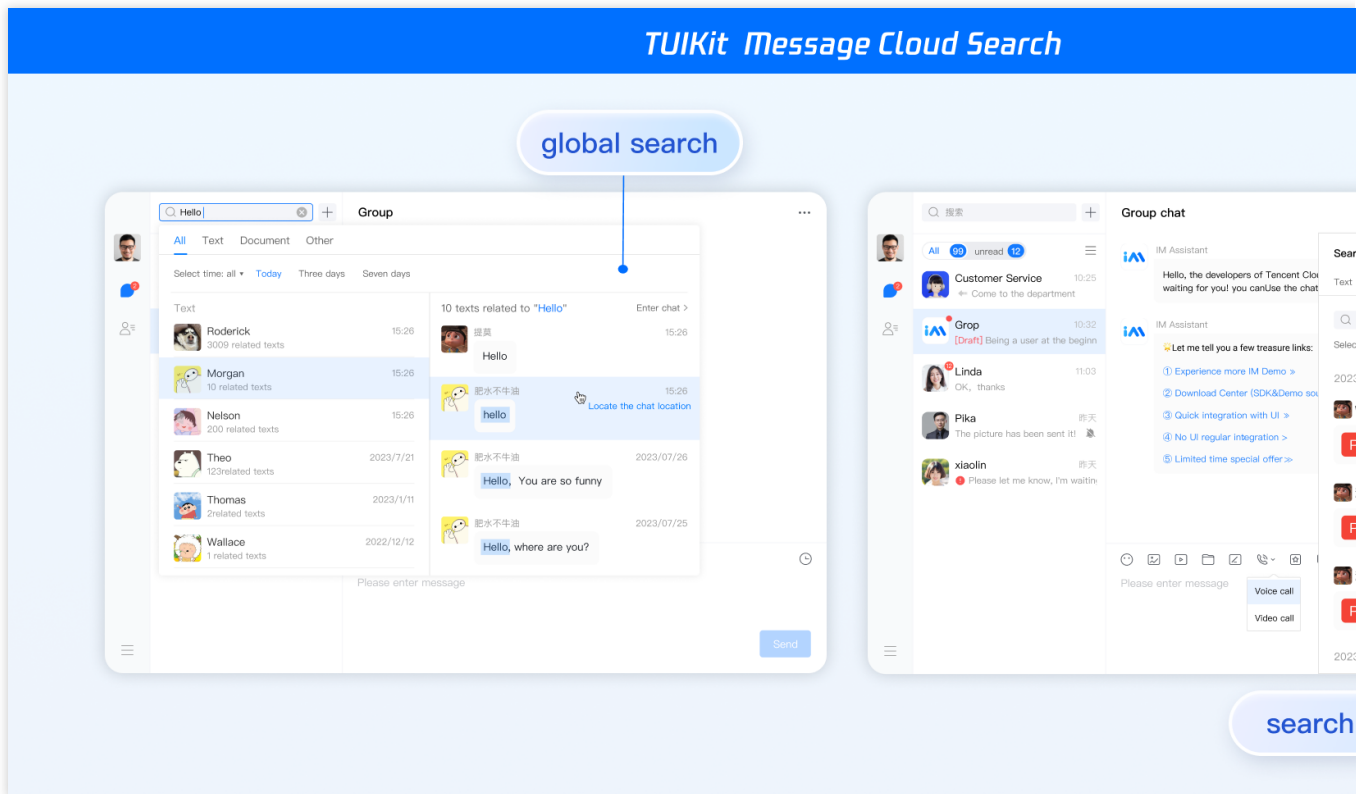 TUIKit Message Cloud Search
global search
Hello
Group
All Text Document Other
Select time: all Today Three days Seven days
Text
Roderick 15:26
3009 related texts
Morgan 15:26
10 related texts
Nelson 15:26
200 related texts
Theo 2023/7/21
123related texts
Thomas 2023/1/11
2related texts
Wallace 2022/12/12
1 related texts
10 texts related to "Hello" Enter chat >
提莫 15:26
Hello
肥水不牛油 15:26
hello
Locate the chat location
肥水不牛油 2023/07/26
Hello, You are so funny
肥水不牛油 2023/07/25
Hello, where are you?
Please enter message
Send
搜索
All 99 unread 12
Customer Service 10:25
Come to the department
Grop 10:32
[Draft] Being a user at the beginn
Linda 11:03
OK, thanks
Pika 昨天
The picture has been sent it!
xiaolin 昨天
Please let me know, I'm waitin
Group chat
IM Assistant
Hello, the developers of Tencent Clo
waiting for you! you canUse the chat
IM Assistant
Let me tell you a few treasure links:
① Experience more IM Demo »
② Download Center (SDK&Demo sou
③ Quick integration with UI »
④ No UI regular integration >
⑤ Limited time special offer≫
Please enter message
Voice call
Video call
Sear
Text
Selec
2023
2023
search